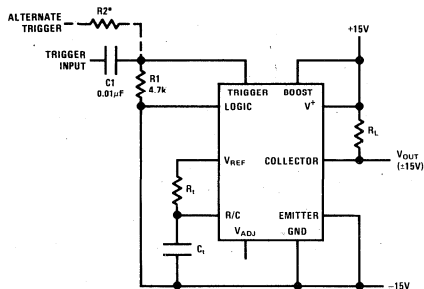 ALTERNATE
TRIGGER
R2*
TRIGGER
INPUT
C1
0.01µF
R1
4.7k
+15V
TRIGGER
BOOST
LOGIC
V+
RL
VREF
COLLECTOR
VOUT
(±15V)
Rt
R/C
EMITTER
VADJ
GND
Ct
−15V